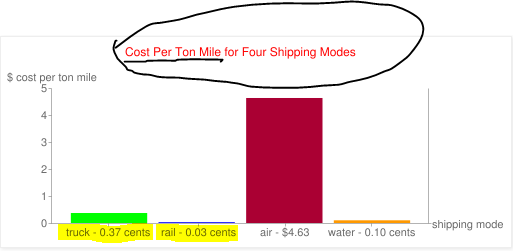 Cost Per Ton Mile for Four Shipping Modes
$ cost per ton mile
5
4
3
2
1
0
truck - 0.37 cents rail - 0.03 cents air - $4.63 water - 0.10 cents
shipping mode